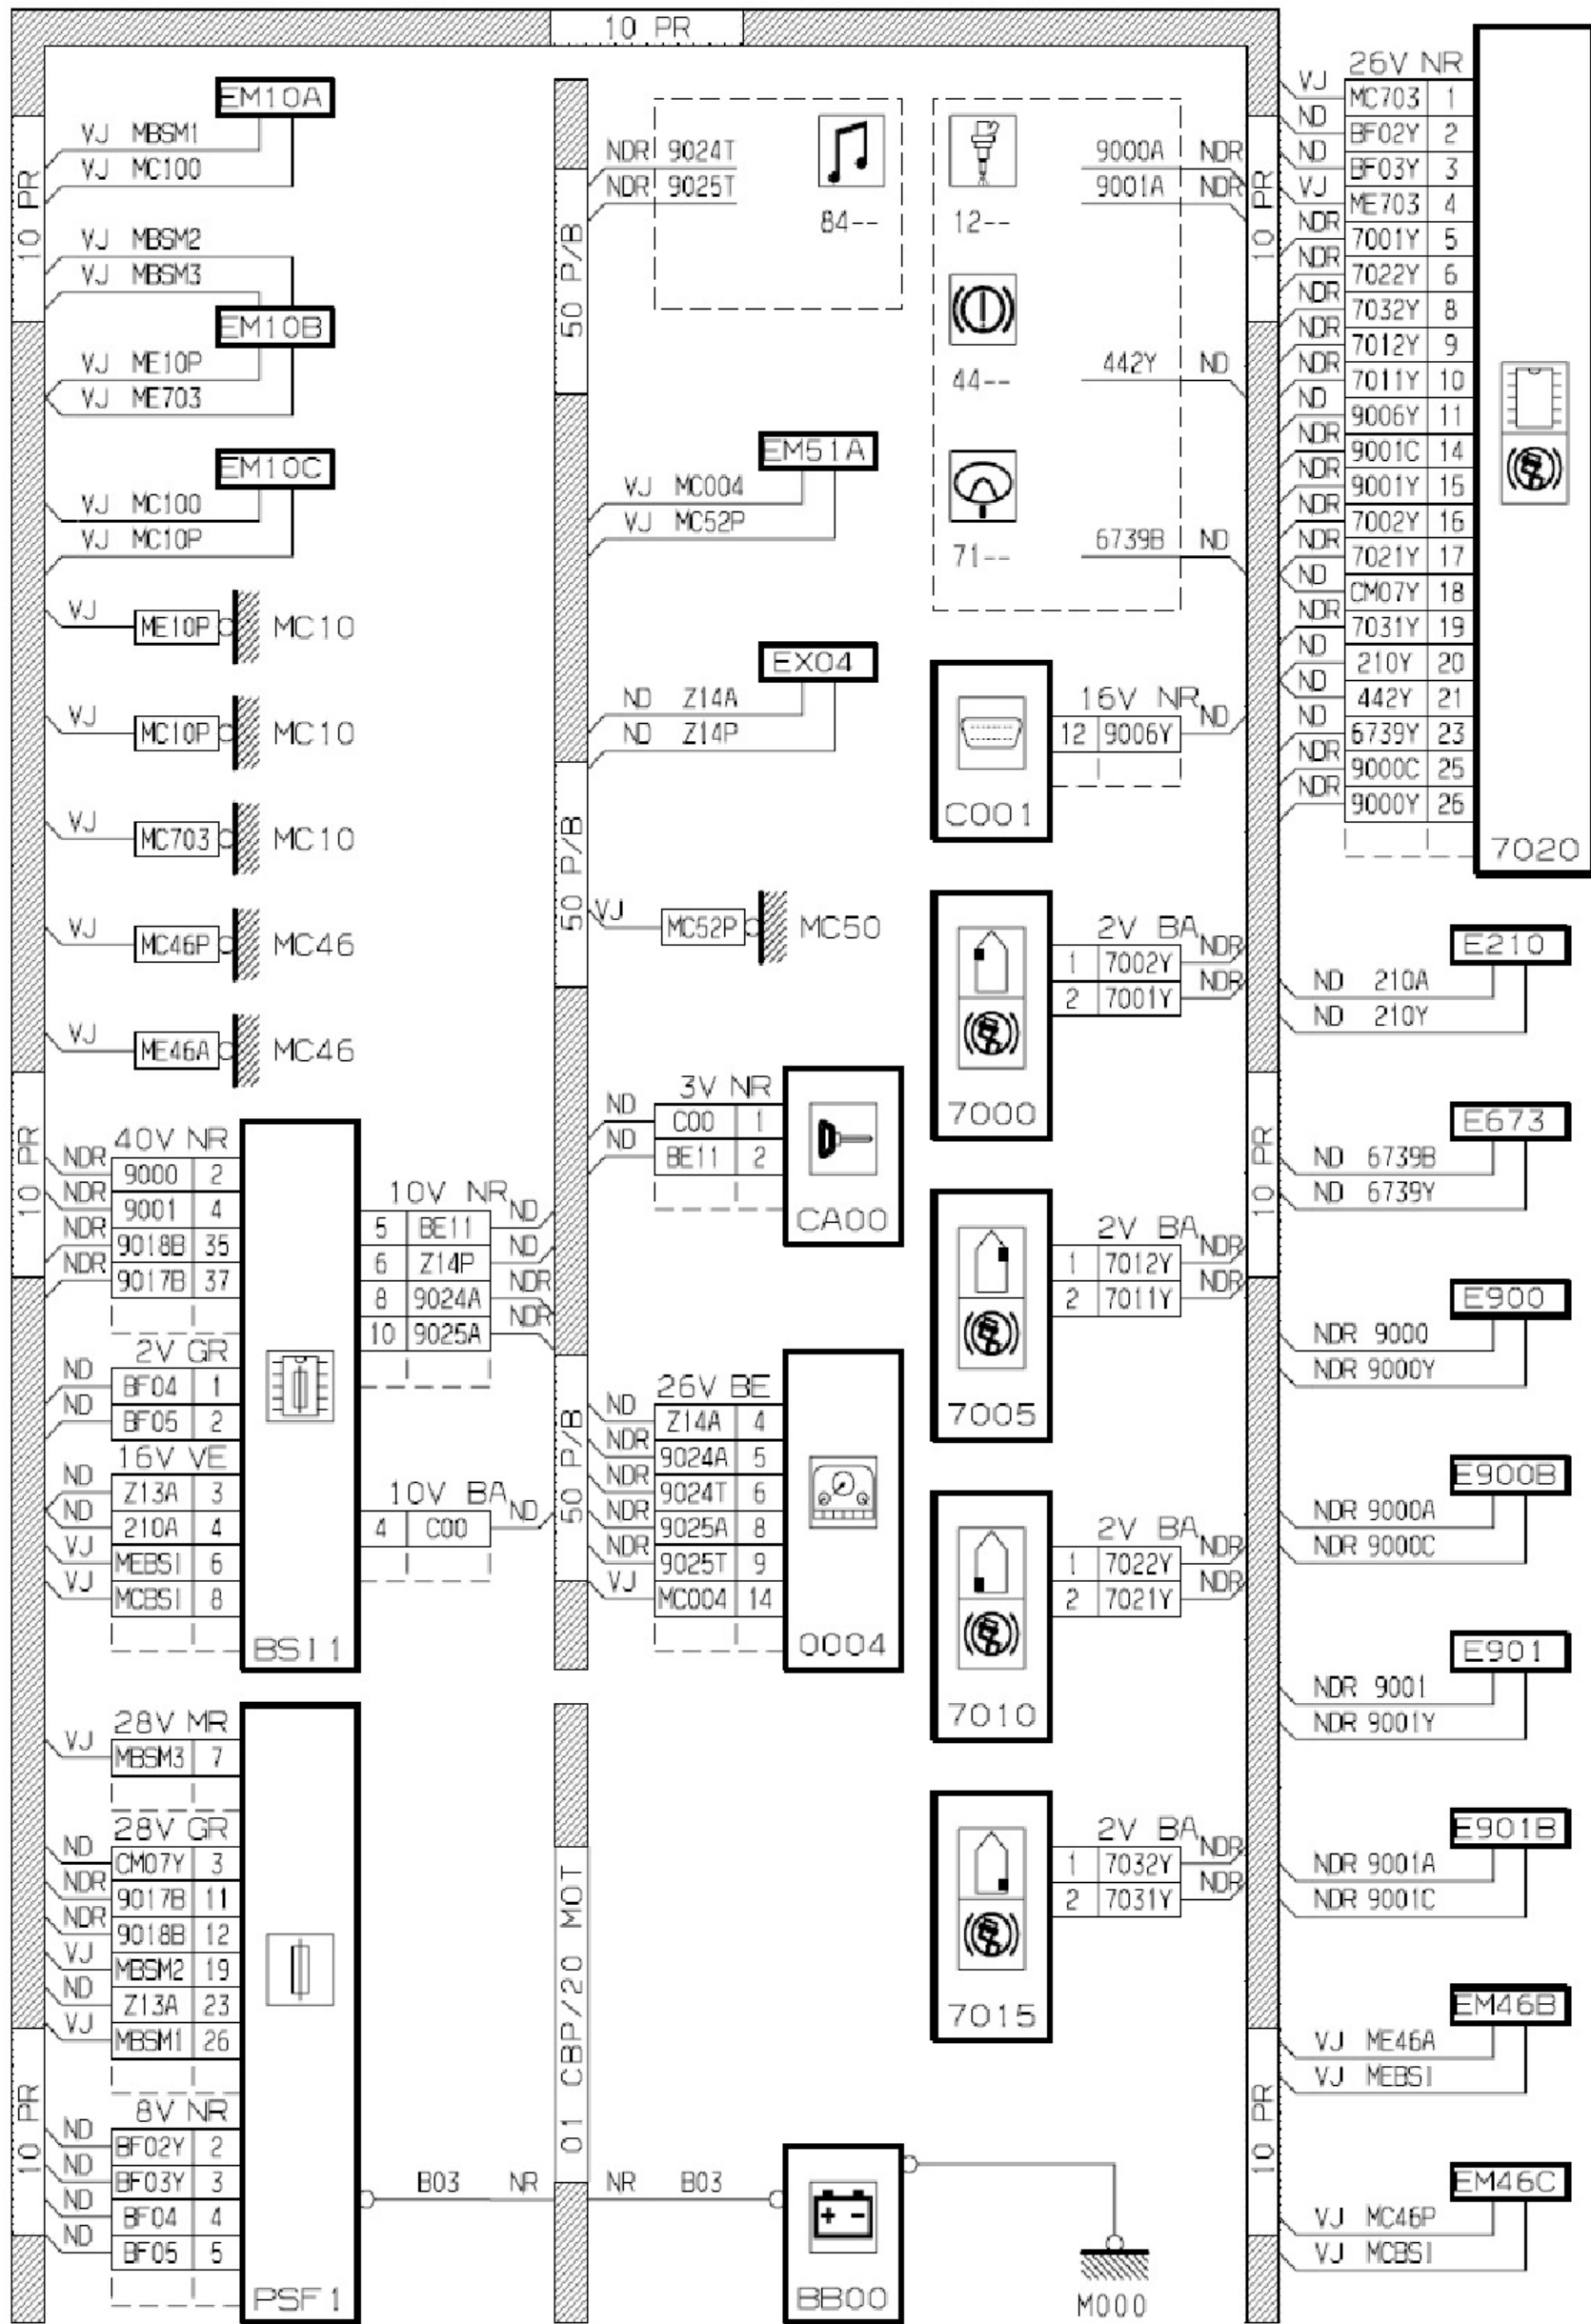 10 PR
EM10A
VJ MBSM1
VJ MC100
10 PR
VJ MBSM2
VJ MBSM3
EM10B
VJ ME10P
VJ ME703
EM10C
VJ MC100
VJ MC10P
VJ ME10P MC10
VJ MC10P MC10
VJ MC703 MC10
VJ MC46P MC46
VJ ME46A MC46
10 PR
40V NR
NDR 9000 2
NDR 9001 4
NDR 9018B 35
NDR 9017B 37
2V GR
ND BF04 1
ND BF05 2
16V VE
ND Z13A 3
ND 210A 4
VJ MEBSI 6
VJ MCBSI 8
10V NR
5 BE11 ND
6 Z14P ND
8 9024A NDR
10 9025A NDR
10V BA
4 C00 ND
BSI1
28V MR
VJ MBSM3 7
28V GR
ND CM07Y 3
NDR 9017B 11
NDR 9018B 12
VJ MBSM2 19
ND Z13A 23
VJ MBSM1 26
10 PR
8V NR
ND BF02Y 2
ND BF03Y 3
ND BF04 4
ND BF05 5
PSF1
B03 NR
50 P/B
NDR 9024T
NDR 9025T
84--
EM51A
VJ MC004
VJ MC52P
EX04
ND Z14A
ND Z14P
50 P/B
VJ MC52P MC50
3V NR
ND C00 1
ND BE11 2
CA00
50 P/B
26V BE
ND Z14A 4
NDR 9024A 5
NDR 9024T 6
NDR 9025A 8
NDR 9025T 9
VJ MC004 14
0004
01 CBP/20 MOT
NR B03
BB00
M000
12--
9000A NDR
9001A NDR
44--
442Y ND
71--
6739B ND
10 PR
16V NR
12 9006Y ND
C001
2V BA
1 7002Y NDR
2 7001Y NDR
7000
10 PR
2V BA
1 7012Y NDR
2 7011Y NDR
7005
2V BA
1 7022Y NDR
2 7021Y NDR
7010
2V BA
1 7032Y NDR
2 7031Y NDR
7015
10 PR
26V NR
VJ MC703 1
ND BF02Y 2
ND BF03Y 3
VJ ME703 4
NDR 7001Y 5
NDR 7022Y 6
NDR 7032Y 8
NDR 7012Y 9
NDR 7011Y 10
ND 9006Y 11
NDR 9001C 14
NDR 9001Y 15
NDR 7002Y 16
NDR 7021Y 17
ND CM07Y 18
NDR 7031Y 19
ND 210Y 20
ND 442Y 21
ND 6739Y 23
NDR 9000C 25
NDR 9000Y 26
7020
E210
ND 210A
ND 210Y
E673
ND 6739B
ND 6739Y
E900
NDR 9000
NDR 9000Y
E900B
NDR 9000A
NDR 9000C
E901
NDR 9001
NDR 9001Y
E901B
NDR 9001A
NDR 9001C
EM46B
VJ ME46A
VJ MEBSI
EM46C
VJ MC46P
VJ MCBSI